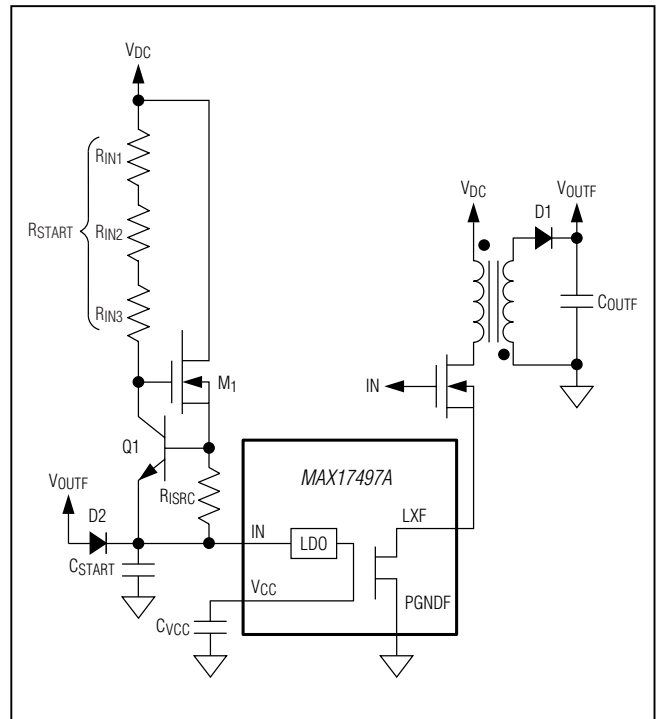 VDC
RIN1
RSTART
RIN2
RIN3
M1
Q1
RISRC
VOUTF
D2
CSTART
IN
VDC
D1
VOUTF
COUTF
IN
MAX17497A
LDO
LXF
VCC
PGNDF
CVCC